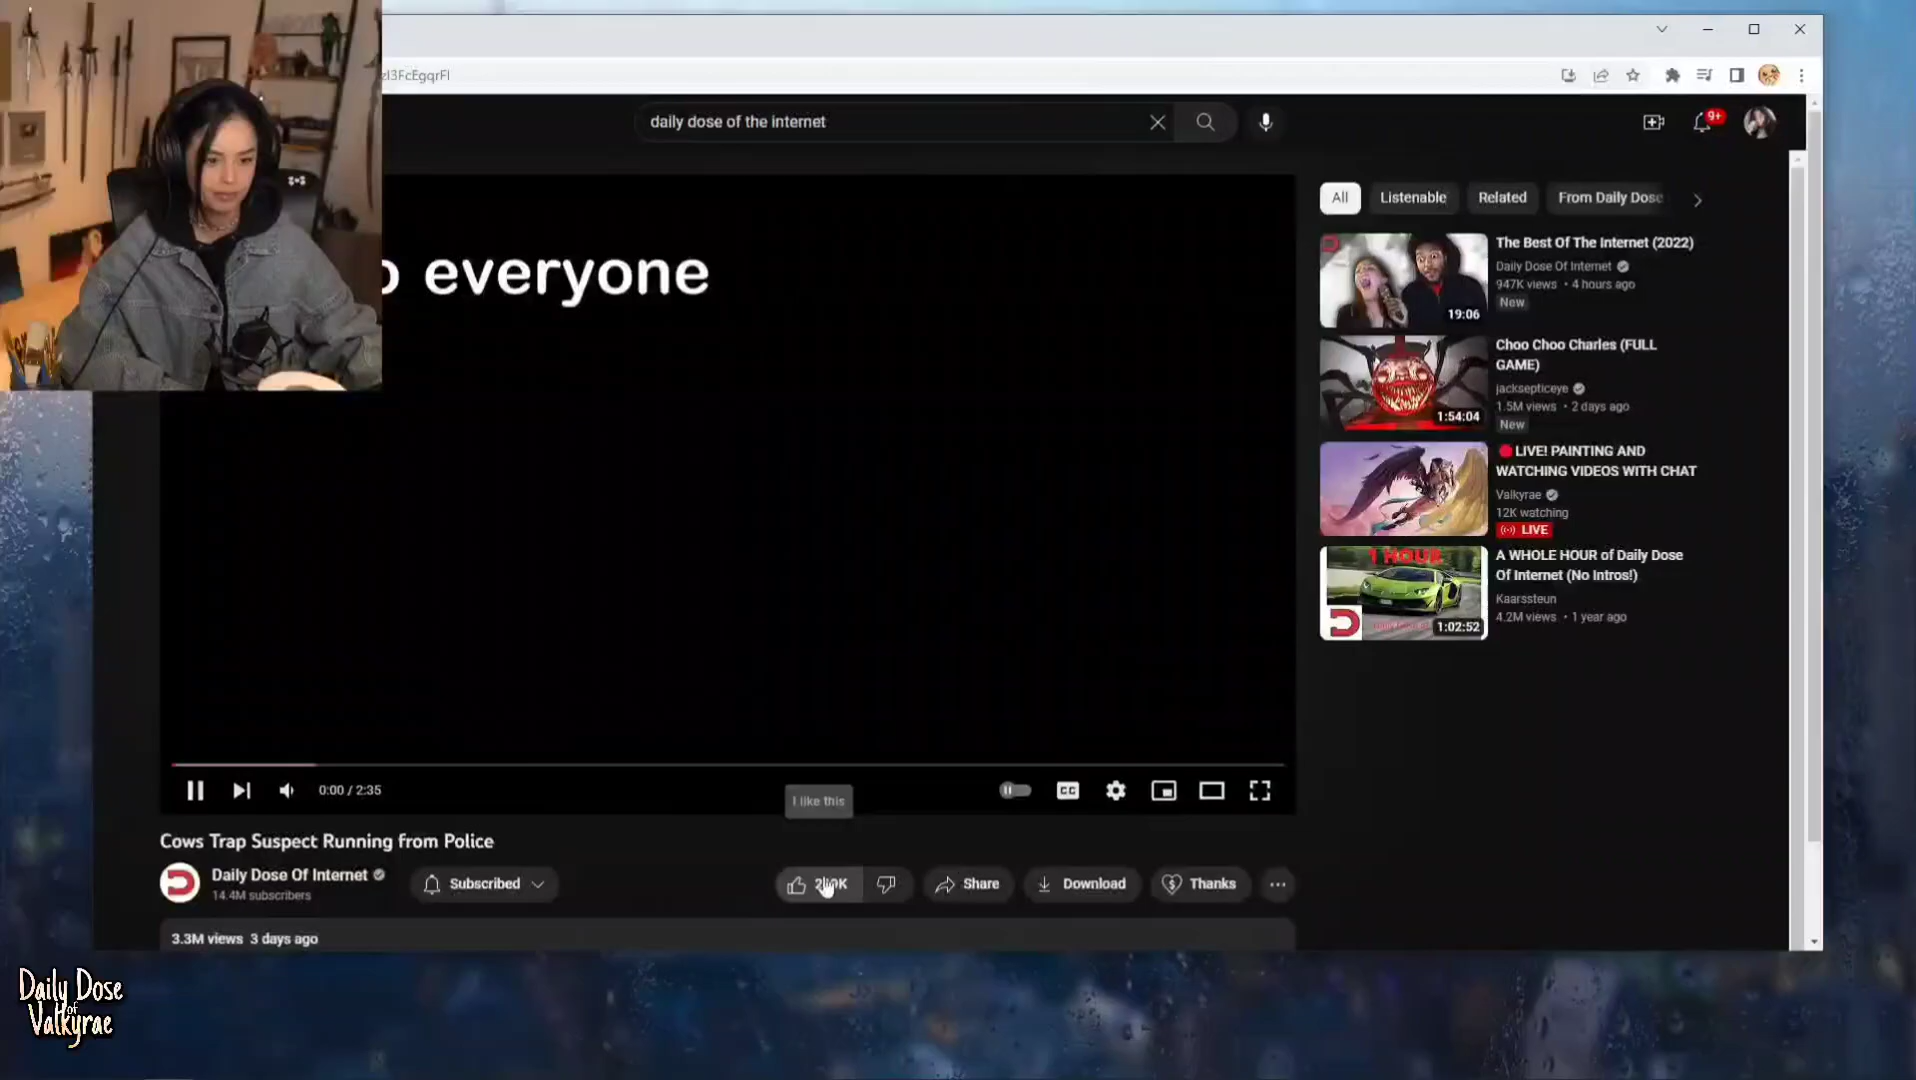 zI3FcEgqrFI
daily dose of the internet
9+
everyone
All
Listenable
Related
From Daily Dose
The Best Of The Internet (2022)
Daily Dose Of Internet
947K views • 4 hours ago
New
19:06
Choo Choo Charles (FULL
GAME)
jacksepticeye
1.5M views • 2 days ago
New
1:54:04
LIVE! PAINTING AND
WATCHING VIDEOS WITH CHAT
Valkyrae
12K watching
LIVE
1 HOUR
A WHOLE HOUR of Daily Dose
Of Internet (No Intros!)
Kaarssteun
4.2M views • 1 year ago
1:02:52
0:00 / 2:35
CC
I like this
Cows Trap Suspect Running from Police
Daily Dose Of Internet
14.4M subscribers
Subscribed
Share
Download
Thanks
3.3M views 3 days ago
Daily Dose
of
Valkyrae